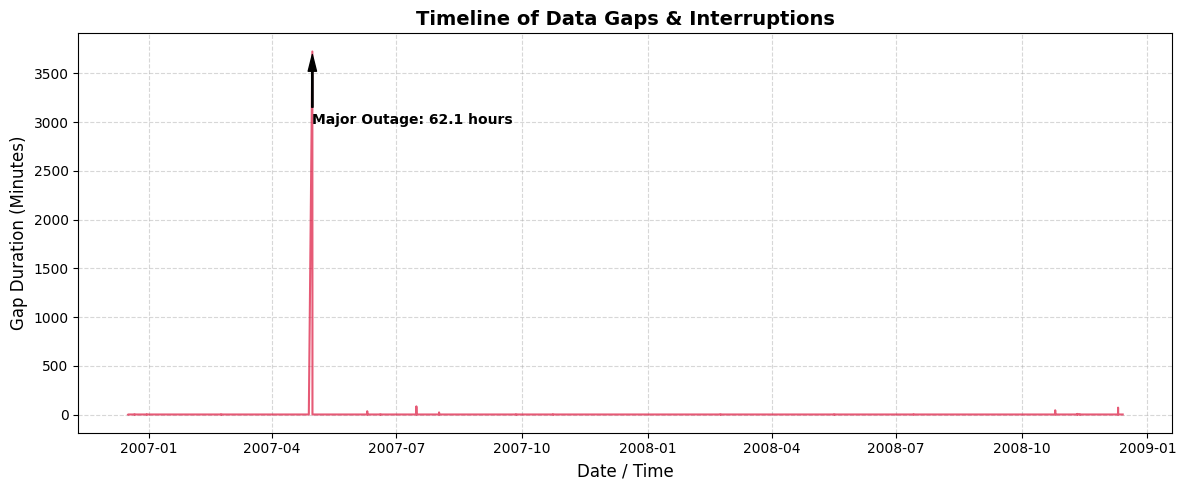 Timeline of Data Gaps & Interruptions
Gap Duration (Minutes)
3500
3000
2500
2000
1500
1000
500
0
Major Outage: 62.1 hours
2007-01 2007-04 2007-07 2007-10 2008-01 2008-04 2008-07 2008-10 2009-01
Date / Time